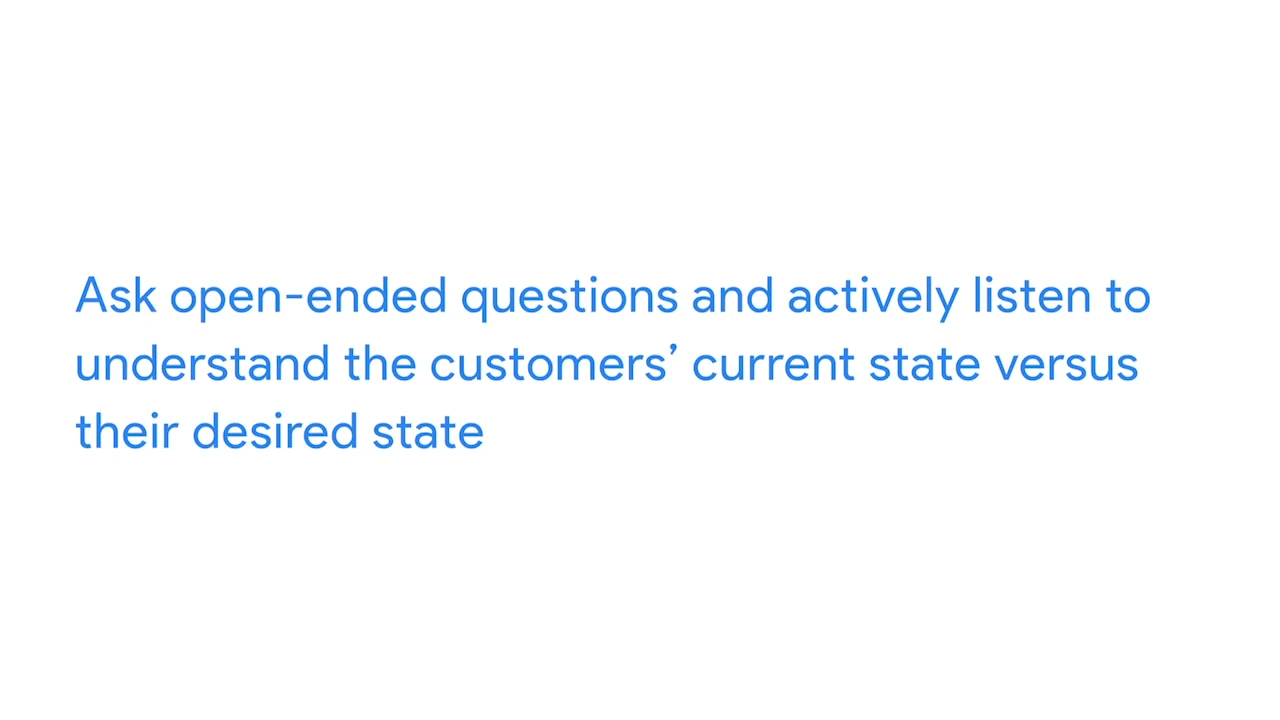 Ask open-ended questions and actively listen to
understand the customers’ current state versus
their desired state